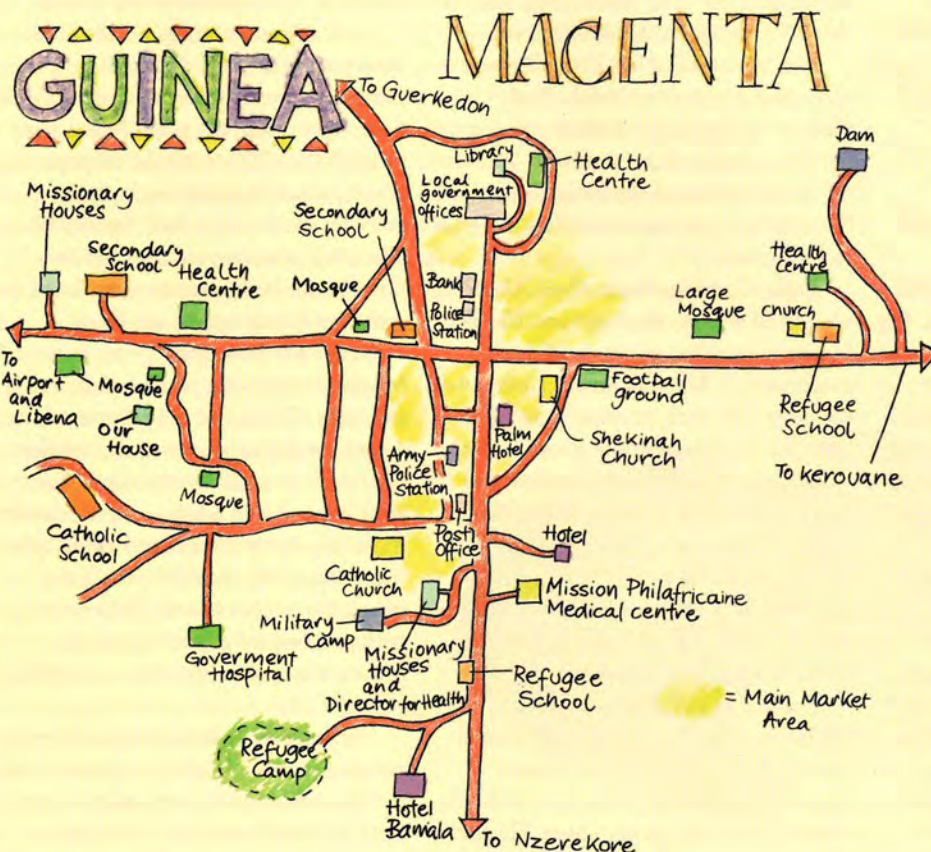 GUINEA
MACENTA
To Guerkedon
Library
Health
Centre
Dam
Local
government
offices
Missionary
Houses
Secondary
School
Health
Centre
Secondary
School
Mosque
Bank
Police
Station
Large
Mosque
Church
Health
Centre
To
Airport
and
Libena
Mosque
Our
House
Mosque
Football
ground
Palm
Hotel
Shekinah
Church
Refugee
School
To Kerouane
Army
Police
Station
Post
Office
Catholic
School
Catholic
Church
Hotel
Mission Philafricaine
Medical centre
Military
Camp
Goverment
Hospital
Missionary
Houses
and
Director for Health
Refugee
School
= Main Market
Area
Refugee
Camp
Hotel
Bawala
To Nzerekore